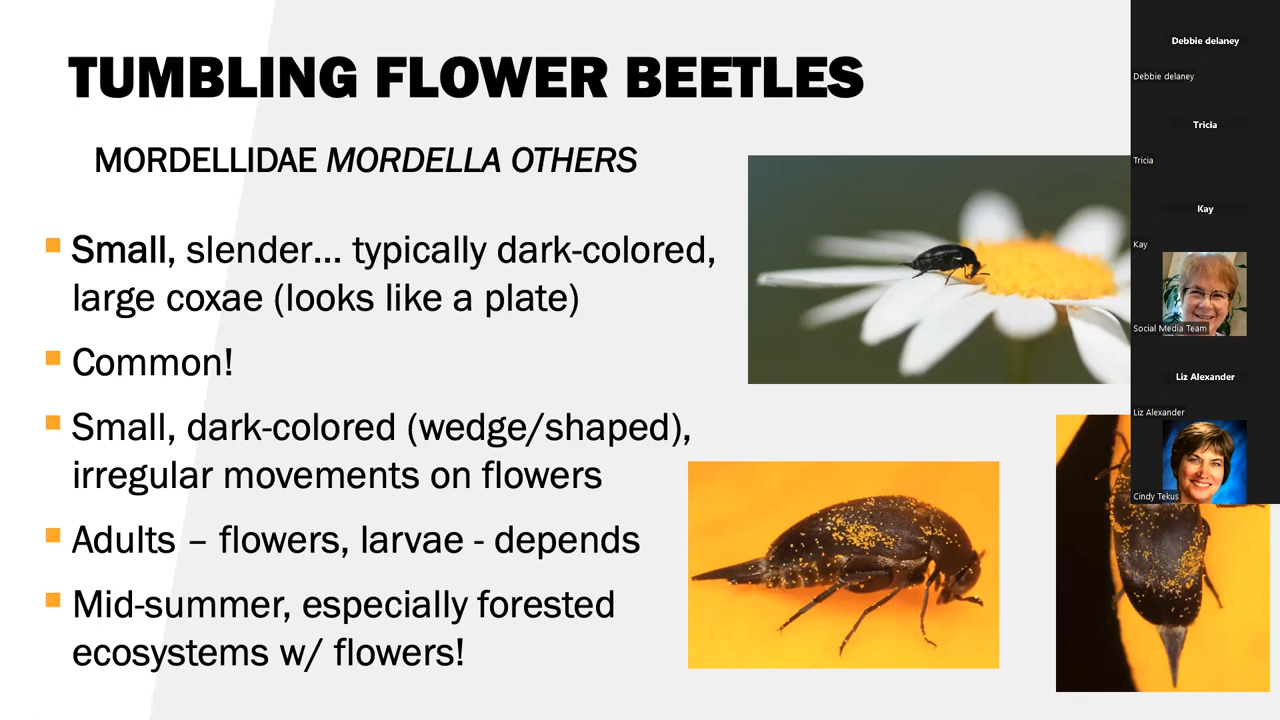 TUMBLING FLOWER BEETLES
MORDELLIDAE MORDELLA OTHERS
Small, slender... typically dark-colored,
large coxae (looks like a plate)
Common!
Small, dark-colored (wedge/shaped),
irregular movements on flowers
Adults – flowers, larvae - depends
Mid-summer, especially forested
ecosystems w/ flowers!
Debbie delaney
Debbie delaney
Tricia
Tricia
Kay
Kay
Social Media Team
Liz Alexander
Liz Alexander
Cindy Tekus